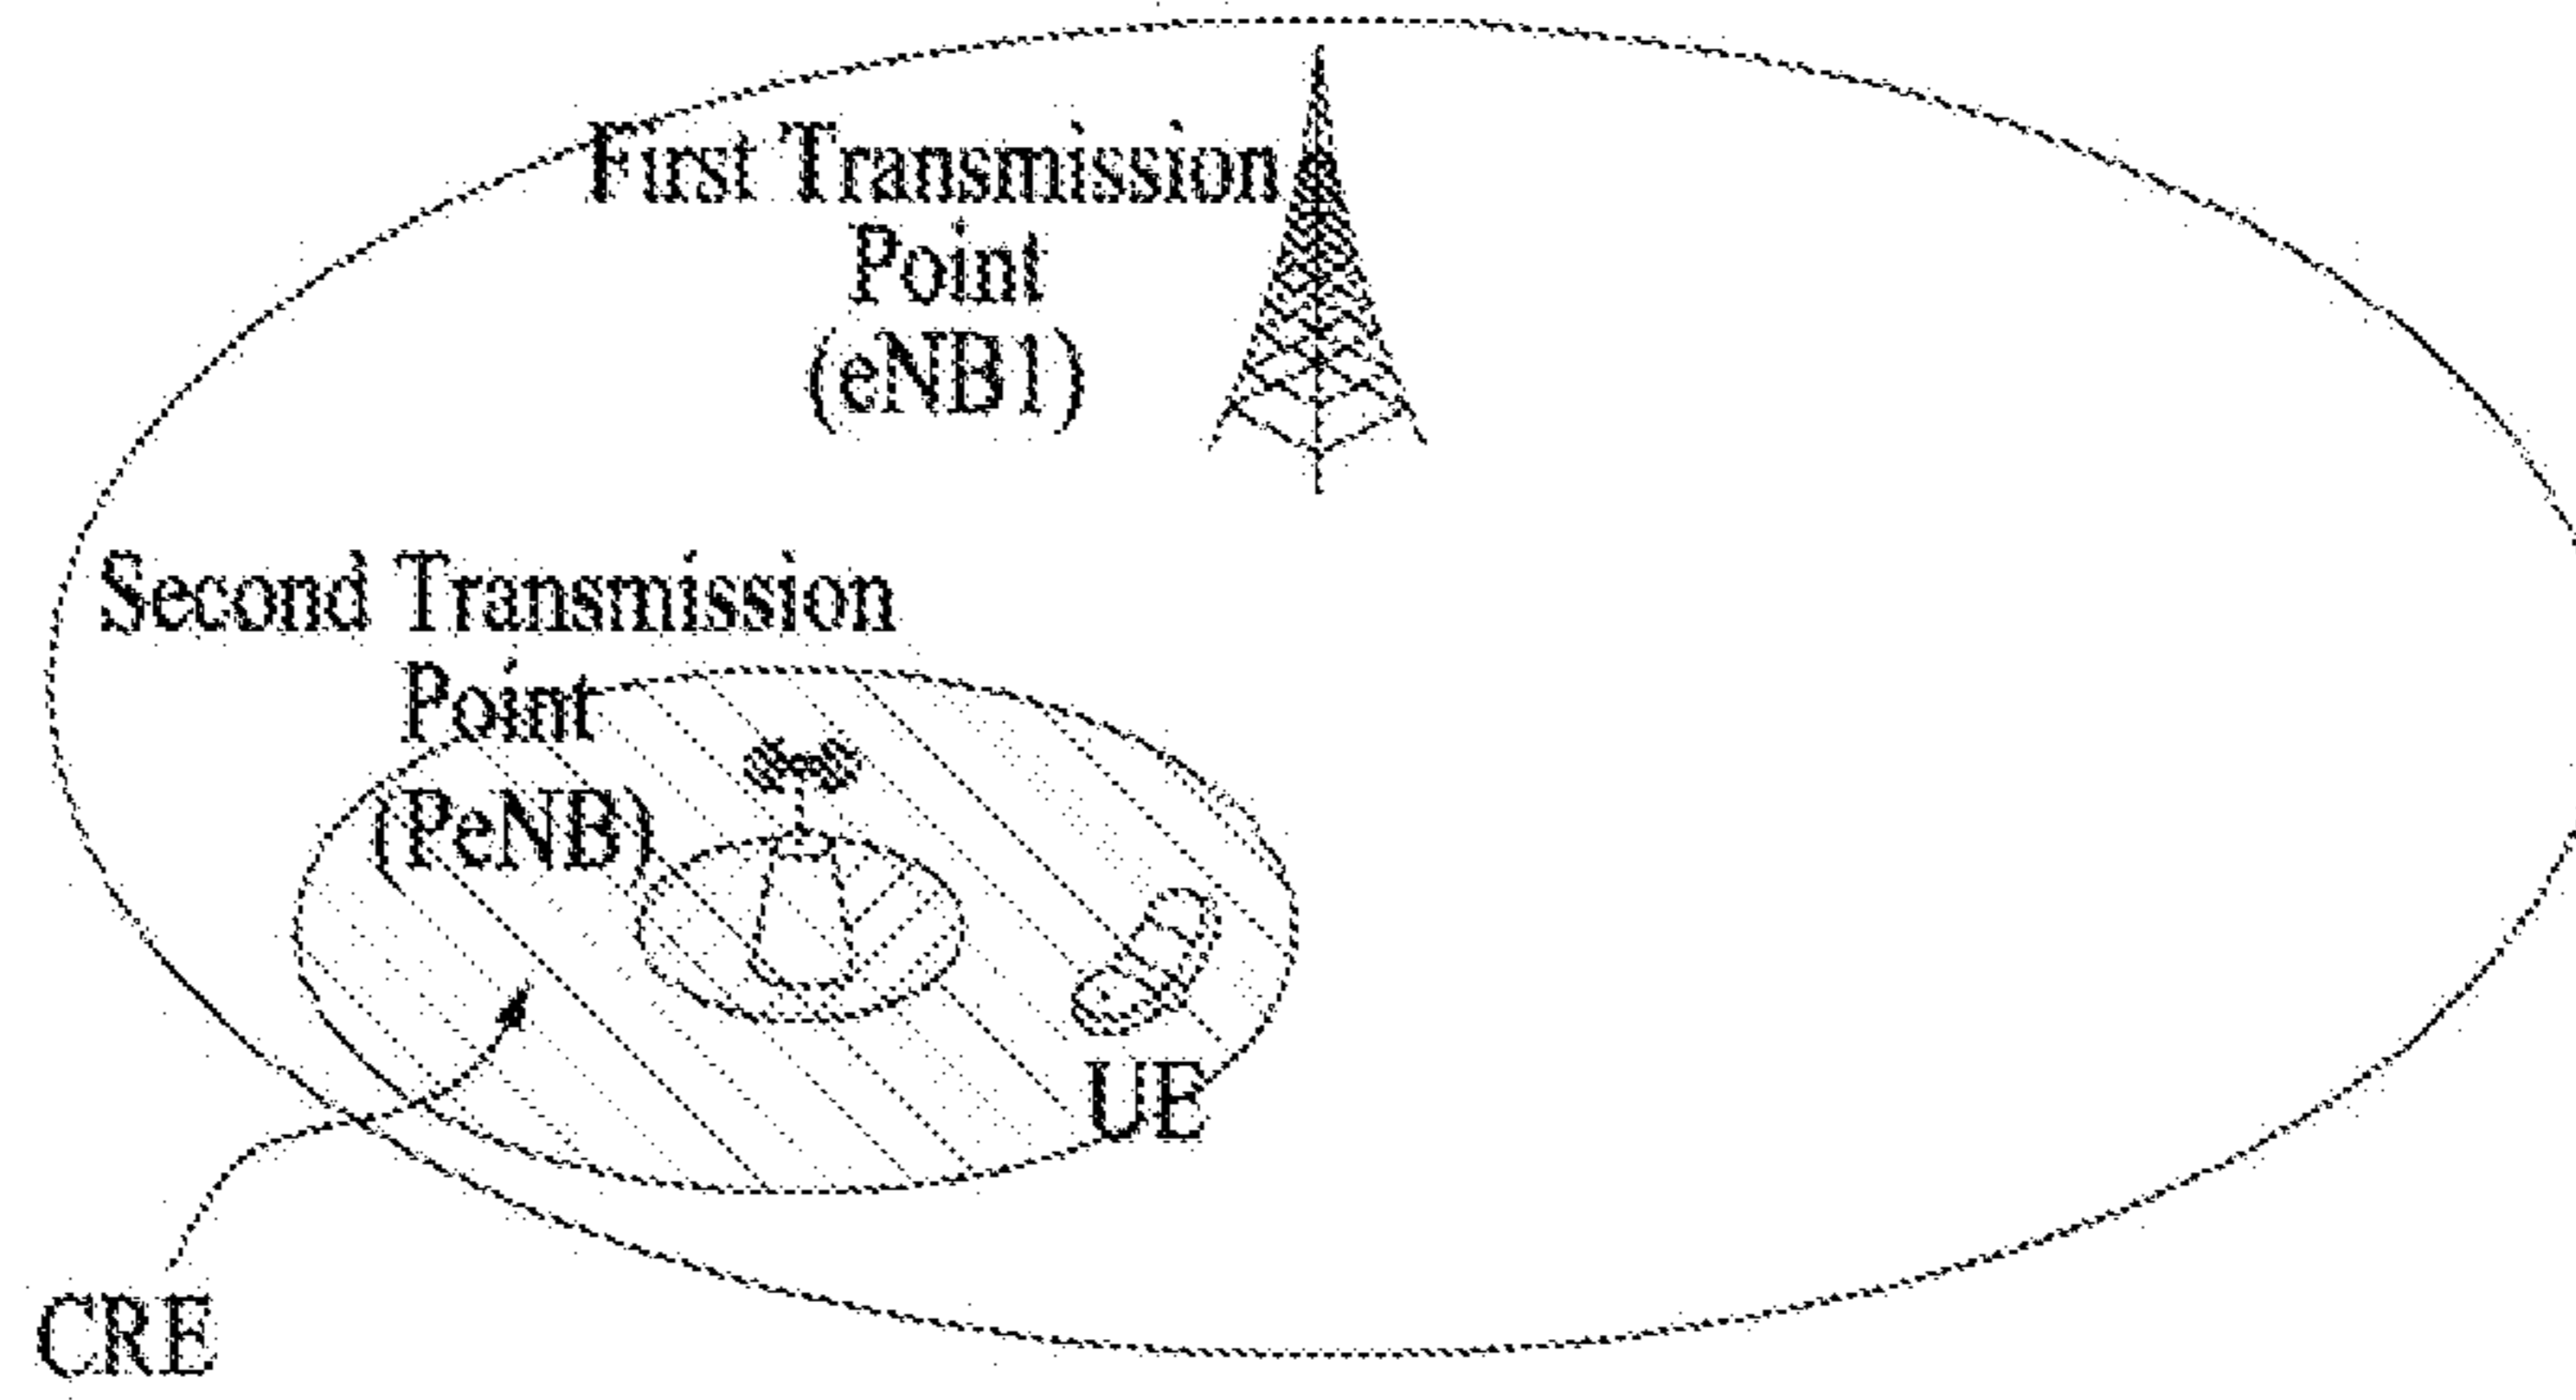 First Transmission
Point
(eNB1)
Second Transmission
Point
(PeNB)
UE
CRE